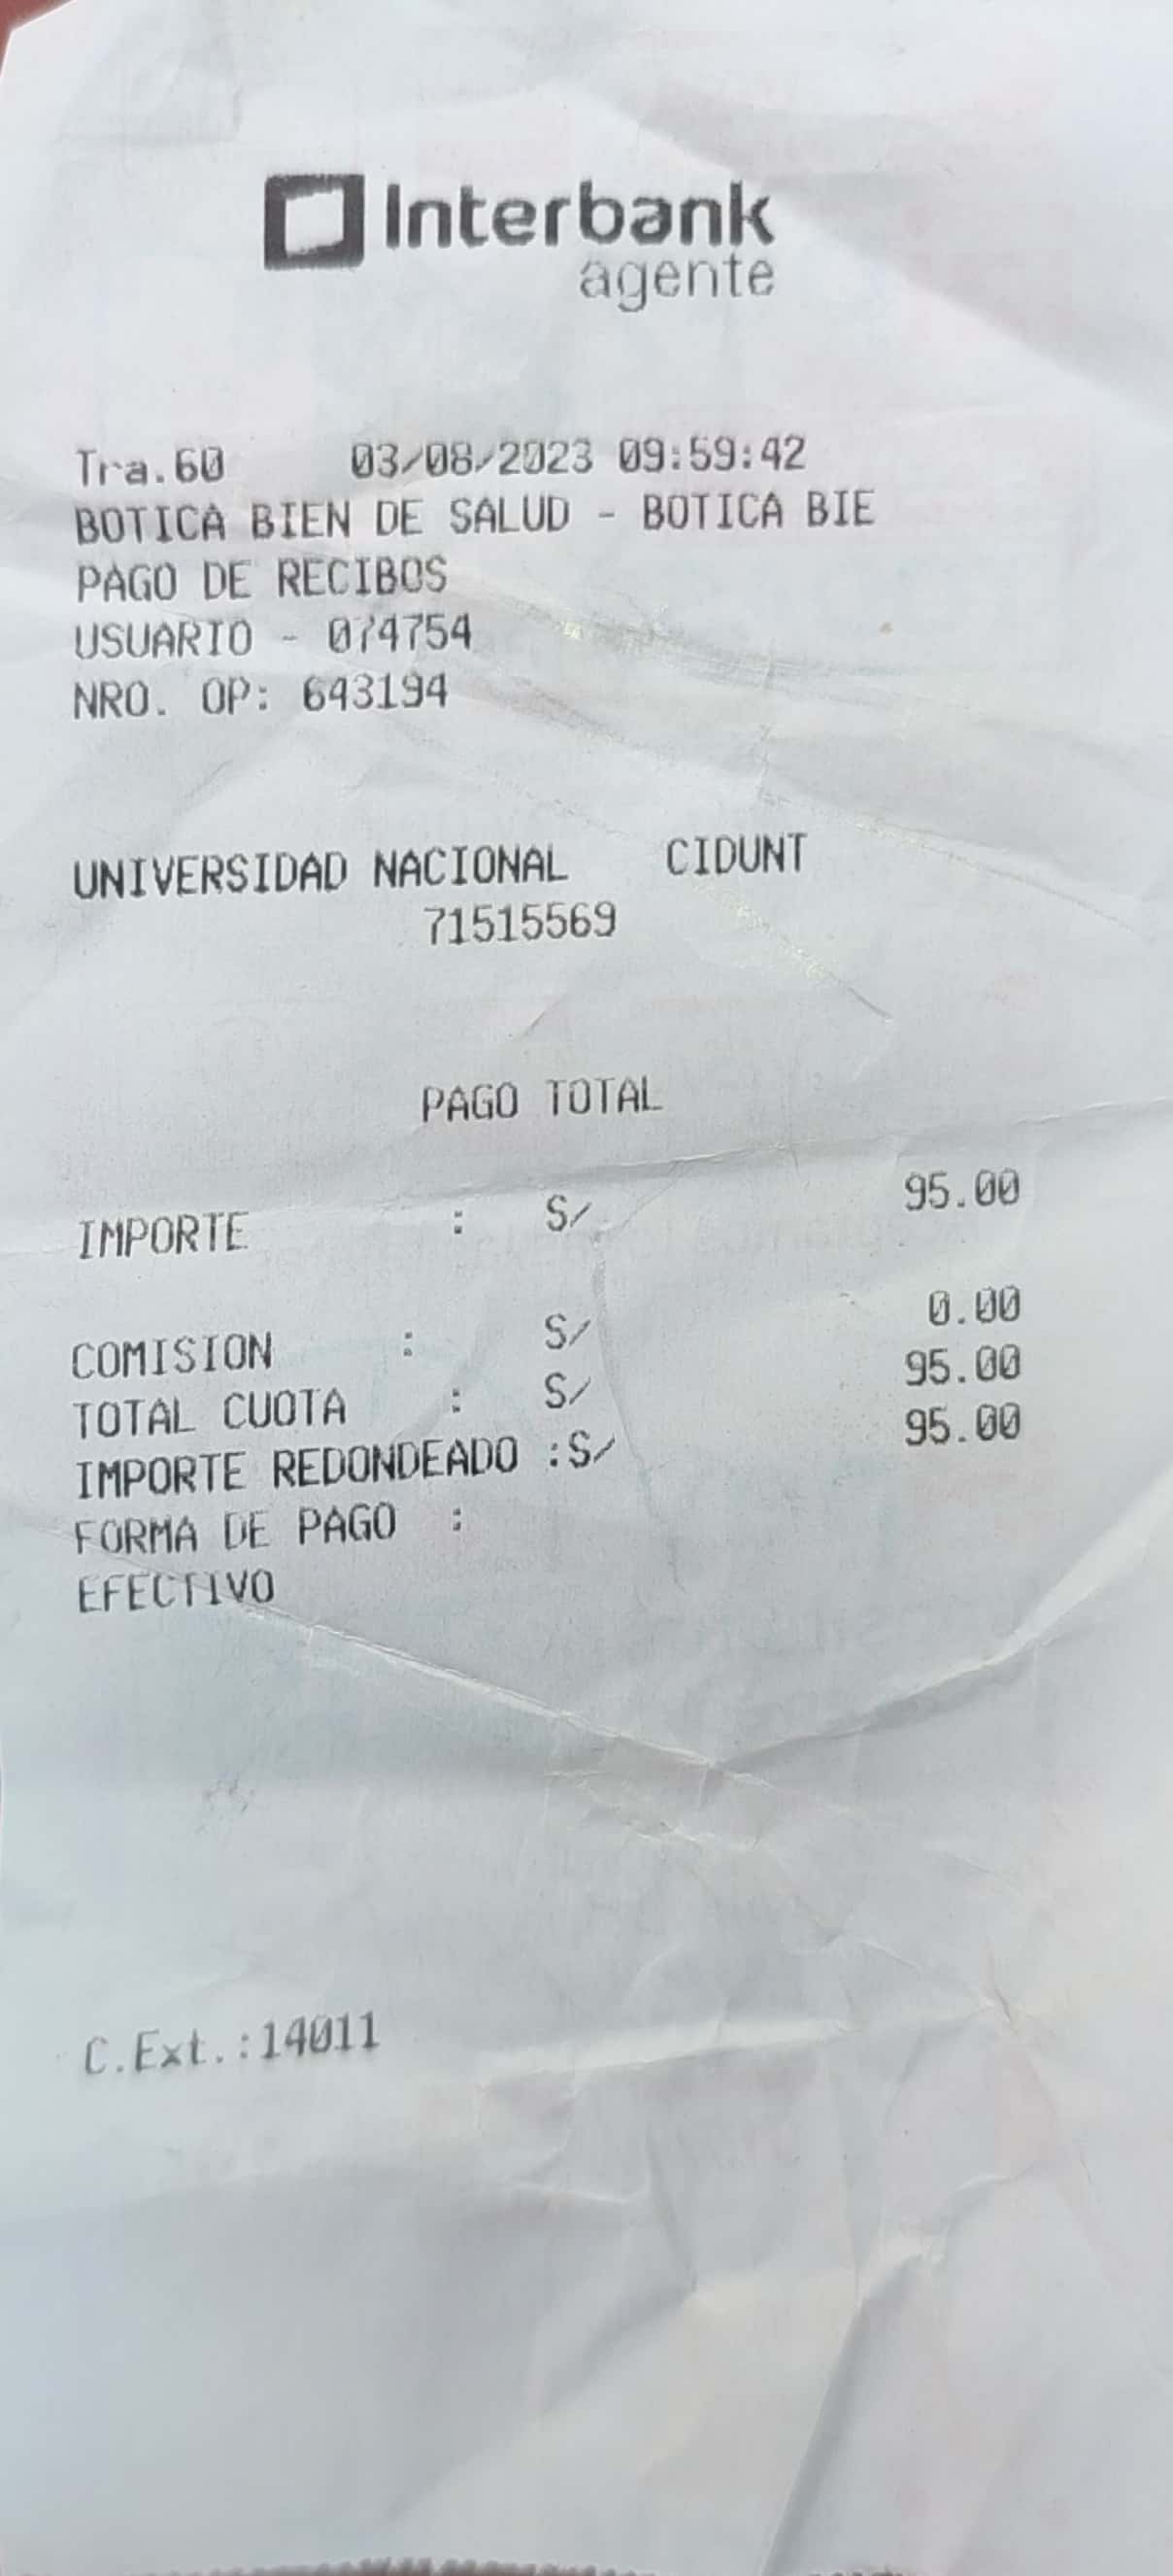 Interbank
agente
Tra.60 03/08/2023 09:59:42
BOTICA BIEN DE SALUD - BOTICA BIE
PAGO DE RECIBOS
USUARIO - 074754
NRO. OP: 643194
UNIVERSIDAD NACIONAL CIDUNT
71515569
PAGO TOTAL
IMPORTE : S/ 95.00
COMISION : S/ 0.00
TOTAL CUOTA : S/ 95.00
IMPORTE REDONDEADO :S/ 95.00
FORMA DE PAGO :
EFECTIVO
C.Ext.:14011